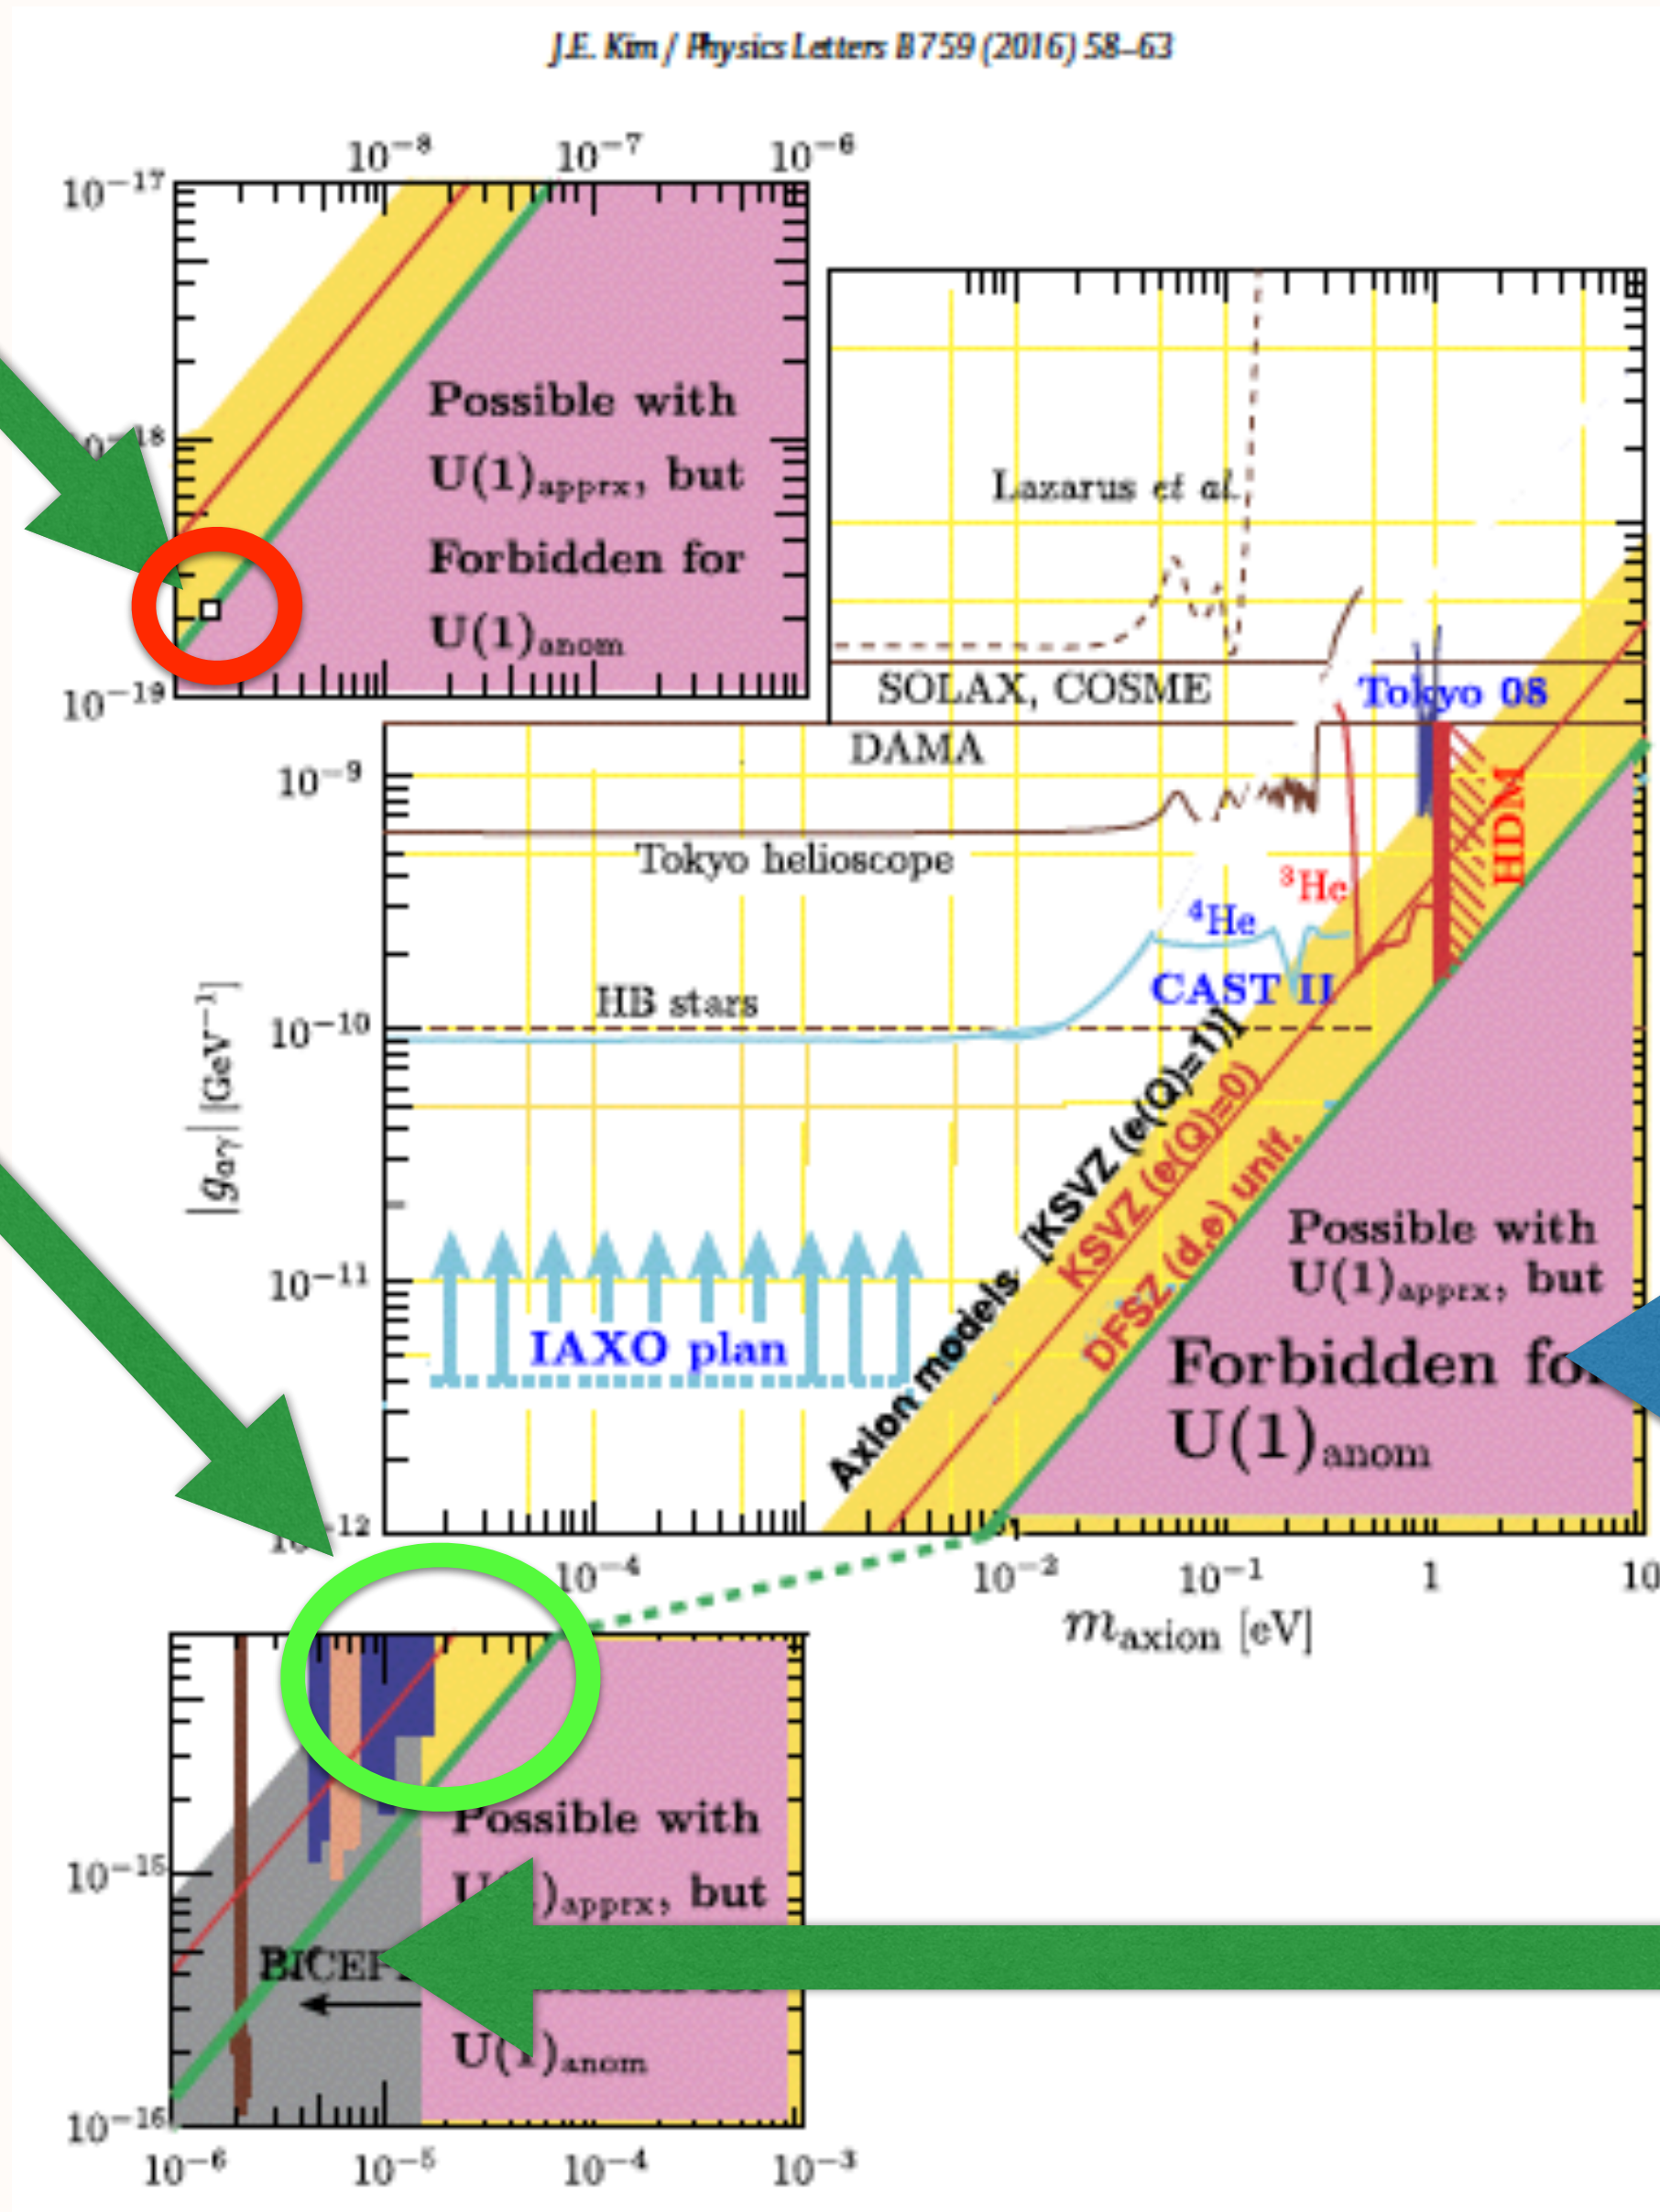 J.E. Kim / Physics Letters B 759 (2016) 58–63
10⁻⁸ 10⁻⁷ 10⁻⁶
10⁻¹⁷
Possible with
U(1)apprx, but
Forbidden for
U(1)anom
10⁻¹⁹
Lazarus et al.
SOLAX, COSME
Tokyo 08
DAMA
10⁻⁹
HDM
Tokyo helioscope
³He
⁴He
CAST II
HB stars
10⁻¹⁰
|gaγ| [GeV⁻¹]
Axion models [KSVZ (e(Q)=1)]
KSVZ (e(Q)=0)
DFSZ (d,e) unif.
Possible with
U(1)apprx, but
Forbidden for
U(1)anom
10⁻¹¹
IAXO plan
10⁻⁴ 10⁻² 10⁻¹ 1 10
maxion [eV]
Possible with
apprx, but
10⁻¹⁵
U(1)anom
10⁻¹⁶
10⁻⁶ 10⁻⁵ 10⁻⁴ 10⁻³